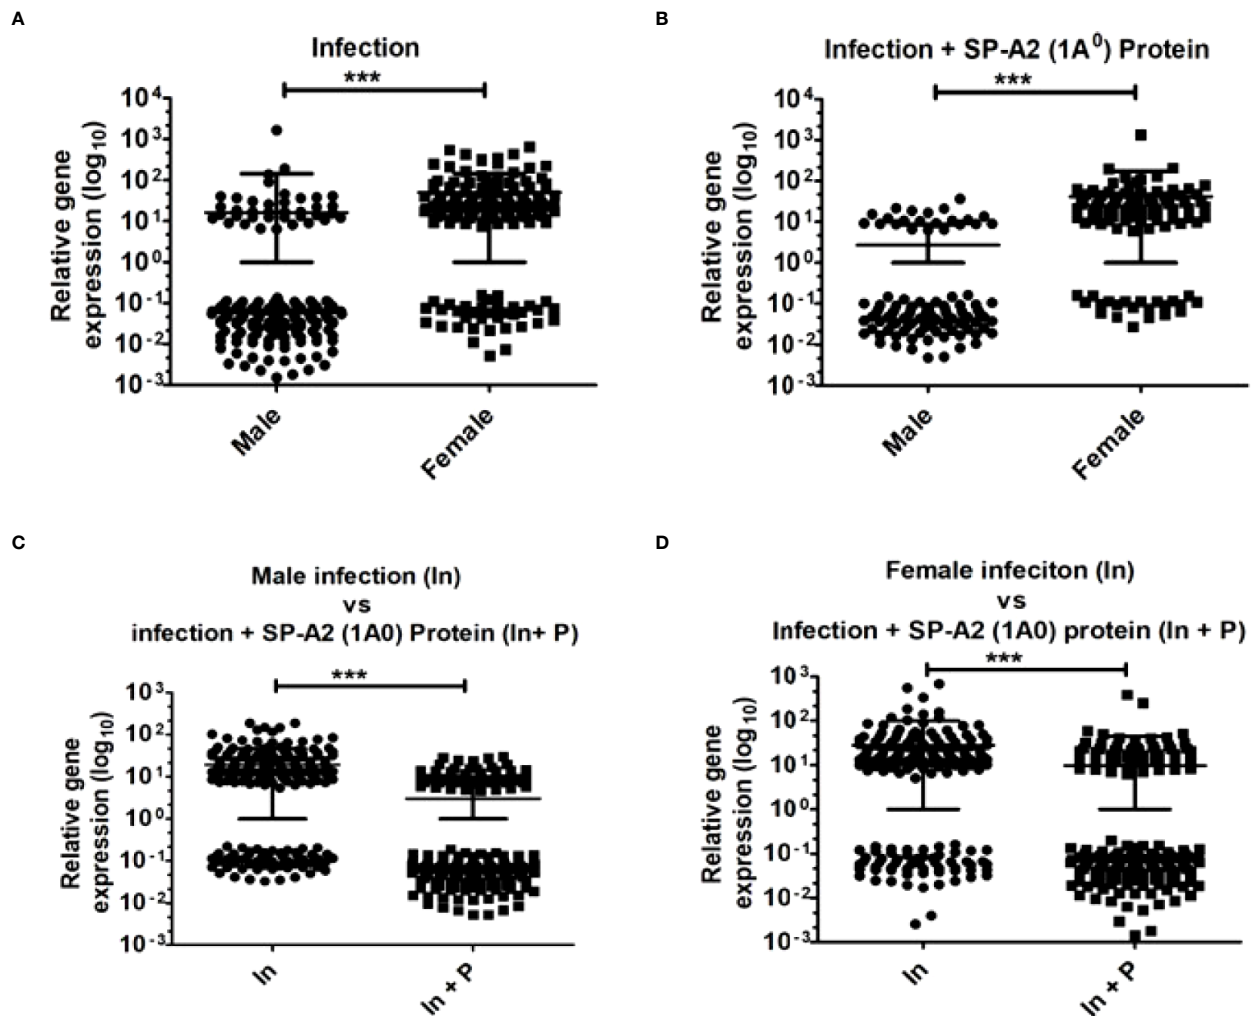 A
Infection
***
Relative gene
expression (log10)
10^4
10^3
10^2
10^1
10^0
10^-1
10^-2
10^-3
Male
Female
B
Infection + SP-A2 (1A^0) Protein
***
Relative gene
expression (log10)
10^4
10^3
10^2
10^1
10^0
10^-1
10^-2
10^-3
Male
Female
C
Male infection (In)
vs
infection + SP-A2 (1A0) Protein (In+ P)
***
Relative gene
expression (log10)
10^3
10^2
10^1
10^0
10^-1
10^-2
10^-3
In
In + P
D
Female infeciton (In)
vs
Infection + SP-A2 (1A0) protein (In + P)
***
Relative gene
expression (log10)
10^3
10^2
10^1
10^0
10^-1
10^-2
10^-3
In
In + P